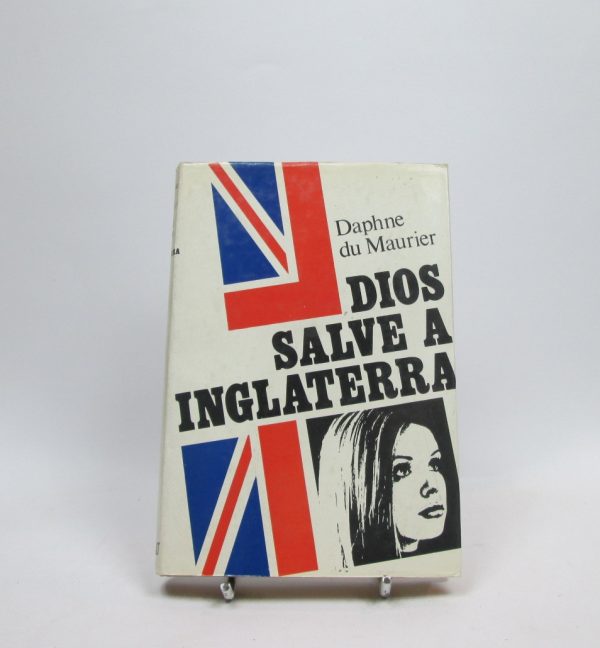 Daphne
du Maurier
DIOS
SALVE A
INGLATERRA